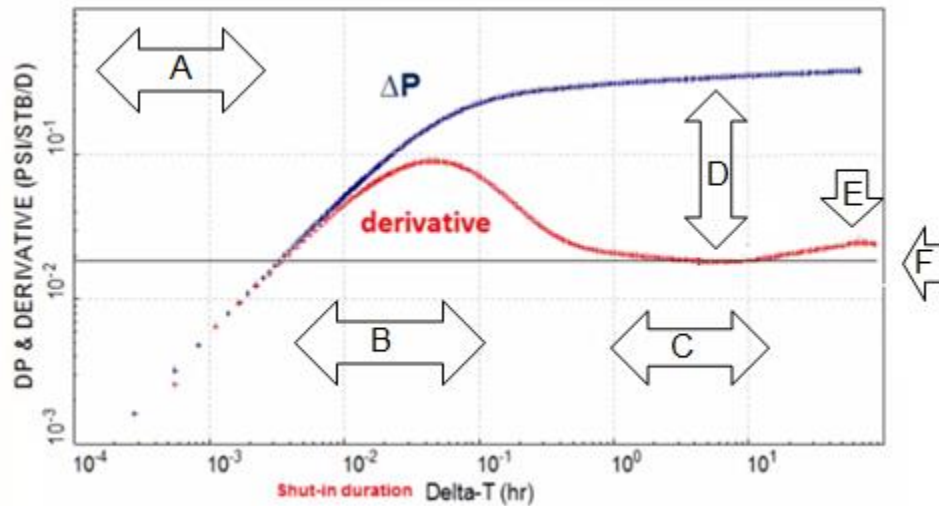 A
ΔP
D
E
derivative
F
B
C
DP & DERIVATIVE (PSI/STB/D)
10⁻¹
10⁻²
10⁻³
10⁻⁴ 10⁻³ 10⁻² 10⁻¹ 10⁰ 10¹
Shut-in duration Delta-T (hr)